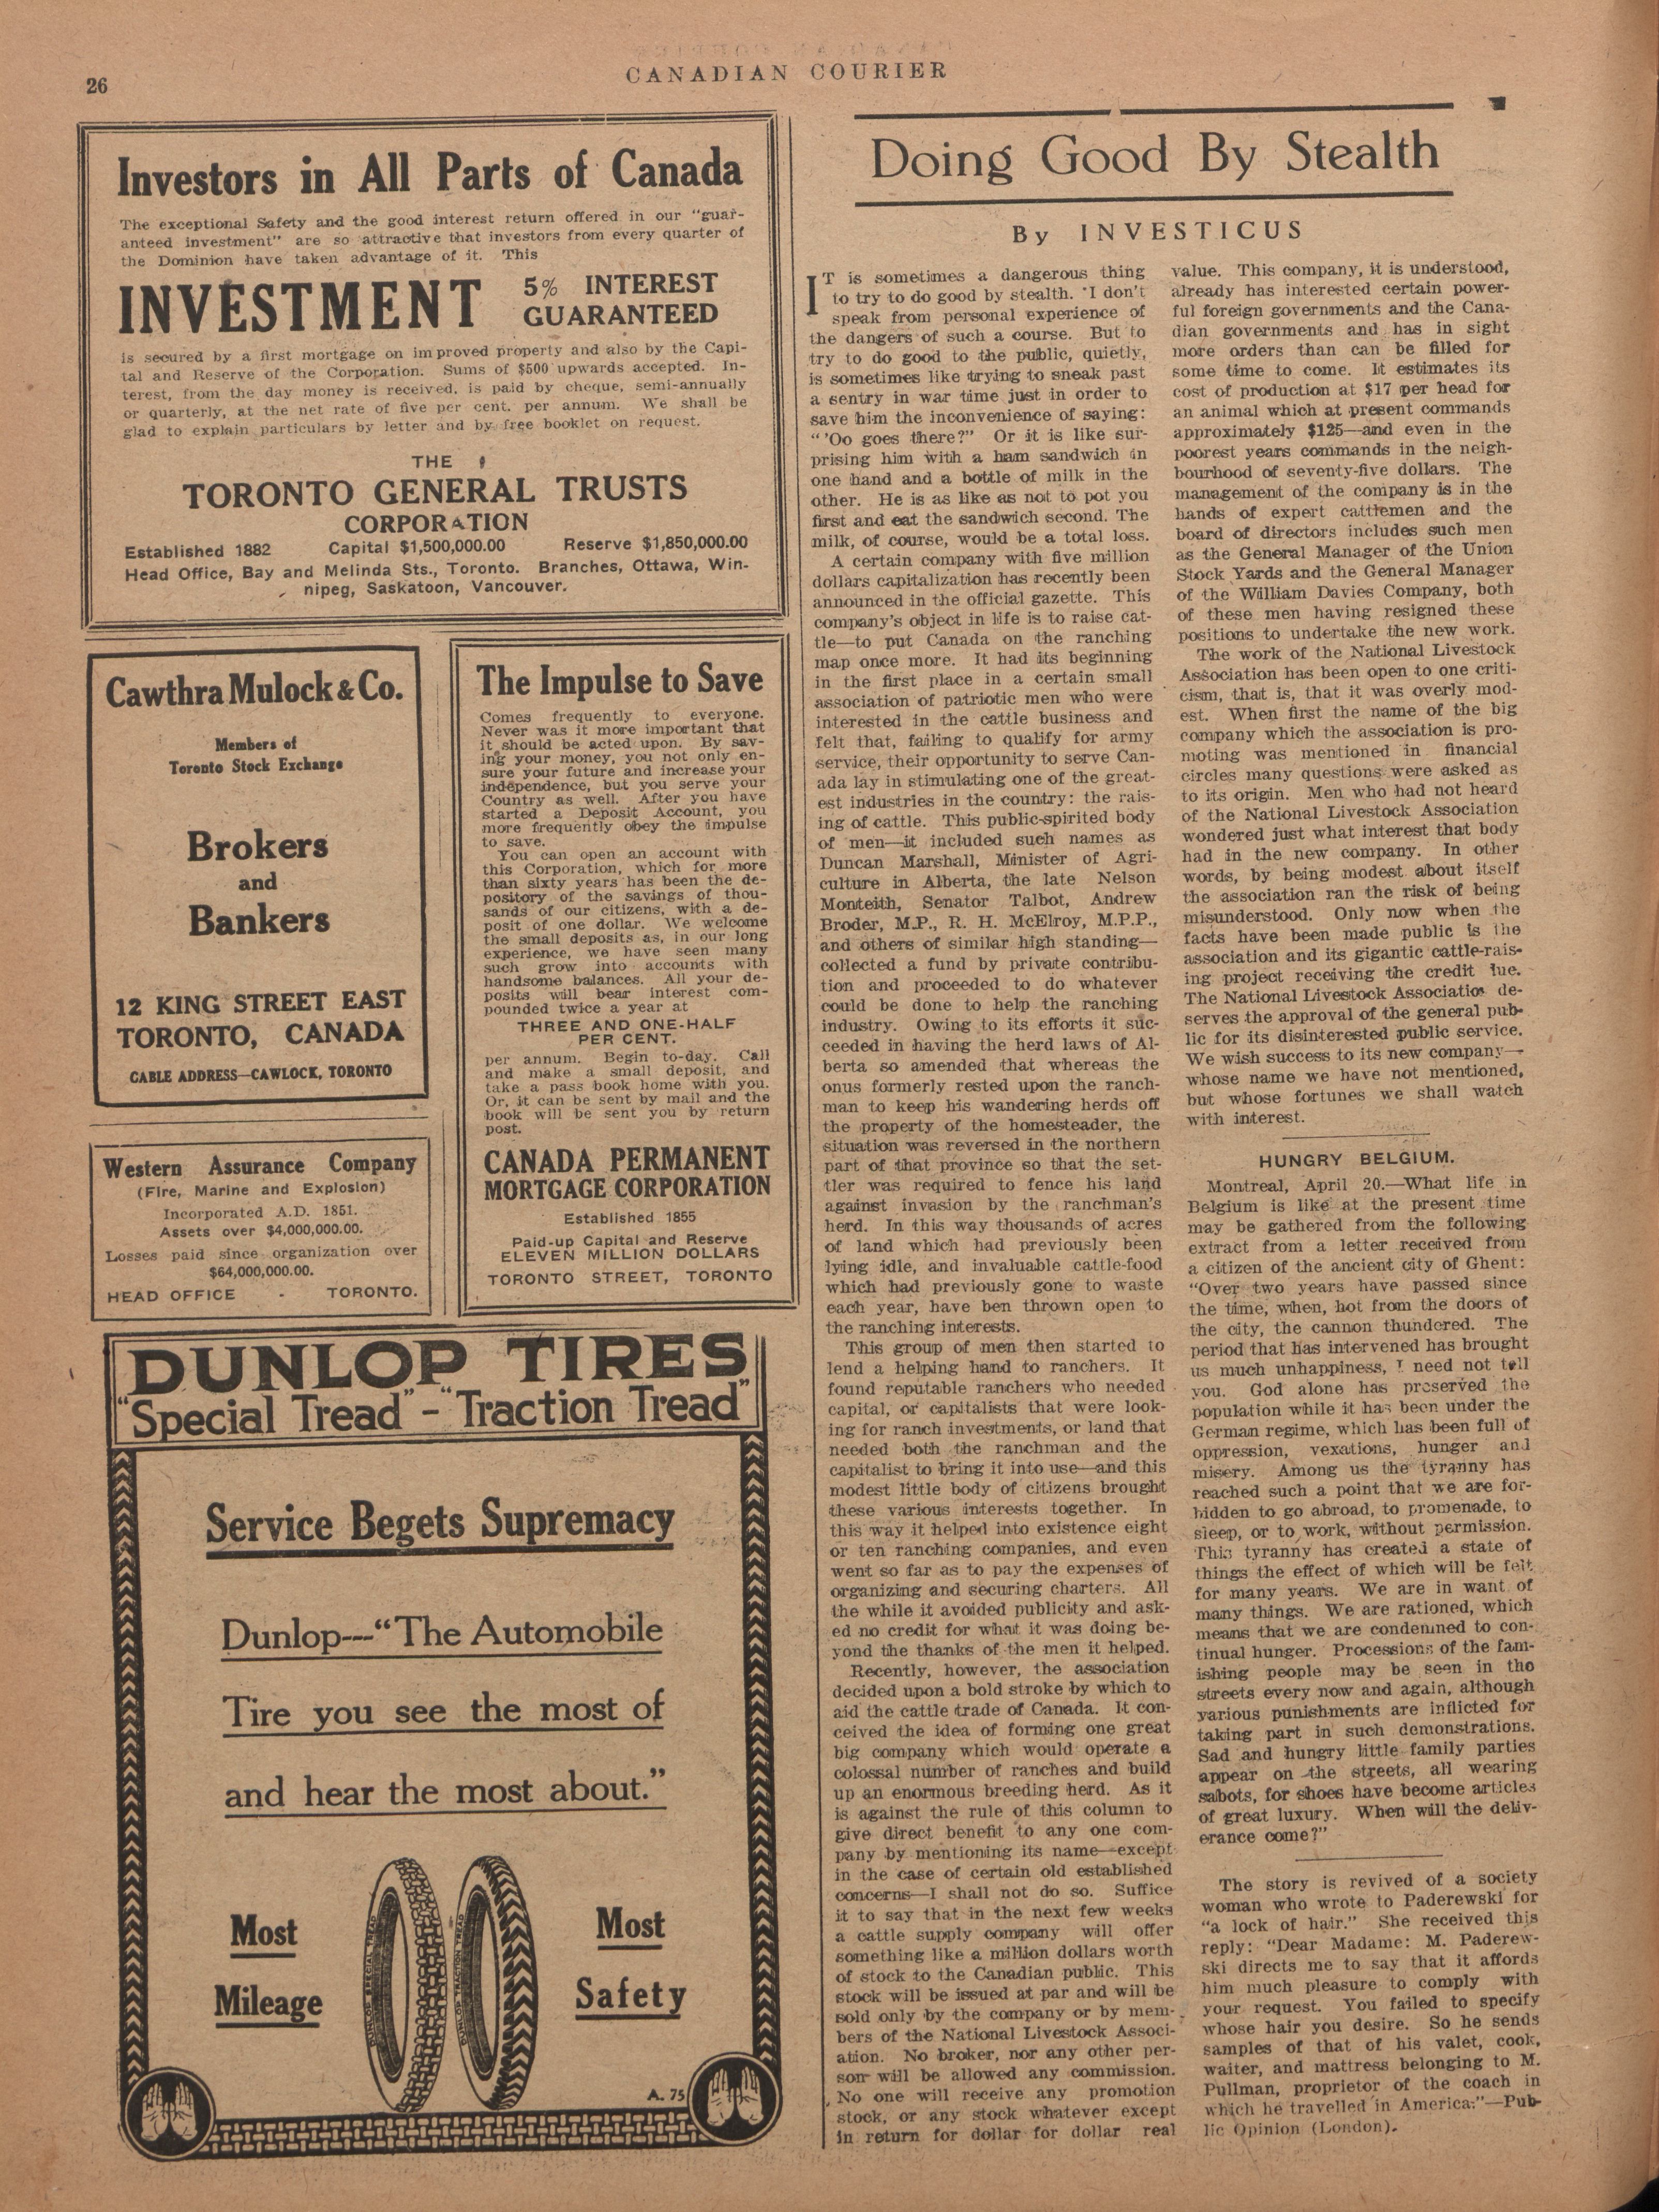 26
CANADIAN COURIER
Investors in All Parts of Canada
The exceptional Safety and the good interest return offered in our "guar-
anteed investment" are so attractive that investors from every quarter of
the Dominion have taken advantage of it. This
INVESTMENT 5% INTEREST
GUARANTEED
is secured by a first mortgage on improved property and also by the Capi-
tal and Reserve of the Corporation. Sums of $500 upwards accepted. In-
terest, from the day money is received, is paid by cheque, semi-annually
or quarterly, at the net rate of five per cent. per annum. We shall be
glad to explain particulars by letter and by free booklet on request.
THE
TORONTO GENERAL TRUSTS
CORPORATION
Established 1882 Capital $1,500,000.00 Reserve $1,850,000.00
Head Office, Bay and Melinda Sts., Toronto. Branches, Ottawa, Win-
nipeg, Saskatoon, Vancouver.
Cawthra Mulock & Co.
Members of
Toronto Stock Exchange
Brokers
and
Bankers
12 KING STREET EAST
TORONTO, CANADA
CABLE ADDRESS—CAWLOCK, TORONTO
Western Assurance Company
(Fire, Marine and Explosion)
Incorporated A.D. 1851.
Assets over $4,000,000.00.
Losses paid since organization over
$64,000,000.00.
HEAD OFFICE - TORONTO.
The Impulse to Save
Comes frequently to everyone.
Never was it more important that
it should be acted upon. By sav-
ing your money, you not only en-
sure your future and increase your
independence, but you serve your
Country as well. After you have
started a Deposit Account, you
more frequently obey the impulse
to save.
You can open an account with
this Corporation, which for more
than sixty years has been the de-
pository of the savings of thou-
sands of our citizens, with a de-
posit of one dollar. We welcome
the small deposits as, in our long
experience, we have seen many
such grow into accounts with
handsome balances. All your de-
posits will bear interest com-
pounded twice a year at
THREE AND ONE-HALF
PER CENT.
per annum. Begin to-day. Call
and make a small deposit, and
take a pass book home with you.
Or, it can be sent by mail and the
book will be sent you by return
post.
CANADA PERMANENT
MORTGAGE CORPORATION
Established 1855
Paid-up Capital and Reserve
ELEVEN MILLION DOLLARS
TORONTO STREET, TORONTO
DUNLOP TIRES
"Special Tread" - "Traction Tread"
Service Begets Supremacy
Dunlop---"The Automobile
Tire you see the most of
and hear the most about."
Most
Mileage
DUNLOP SPECIAL TREAD
DUNLOP TRACTION TREAD
Most
Safety
A. 75
Doing Good By Stealth
By INVESTICUS
IT is sometimes a dangerous thing
to try to do good by stealth. I don't
speak from personal experience of
the dangers of such a course. But to
try to do good to the public, quietly,
is sometimes like trying to sneak past
a sentry in war time just in order to
save him the inconvenience of saying:
"'Oo goes there?" Or it is like sur-
prising him with a ham sandwich in
one hand and a bottle of milk in the
other. He is as like as not to pot you
first and eat the sandwich second. The
milk, of course, would be a total loss.
A certain company with five million
dollars capitalization has recently been
announced in the official gazette. This
company's object in life is to raise cat-
tle—to put Canada on the ranching
map once more. It had its beginning
in the first place in a certain small
association of patriotic men who were
interested in the cattle business and
felt that, failing to qualify for army
service, their opportunity to serve Can-
ada lay in stimulating one of the great-
est industries in the country: the rais-
ing of cattle. This public-spirited body
of men—it included such names as
Duncan Marshall, Minister of Agri-
culture in Alberta, the late Nelson
Monteith, Senator Talbot, Andrew
Broder, M.P., R. H. McElroy, M.P.P.,
and others of similar high standing—
collected a fund by private contribu-
tion and proceeded to do whatever
could be done to help the ranching
industry. Owing to its efforts it suc-
ceeded in having the herd laws of Al-
berta so amended that whereas the
onus formerly rested upon the ranch-
man to keep his wandering herds off
the property of the homesteader, the
situation was reversed in the northern
part of that province so that the set-
tler was required to fence his land
against invasion by the ranchman's
herd. In this way thousands of acres
of land which had previously been
lying idle, and invaluable cattle-food
which had previously gone to waste
each year, have ben thrown open to
the ranching interests.
This group of men then started to
lend a helping hand to ranchers. It
found reputable ranchers who needed
capital, or capitalists that were look-
ing for ranch investments, or land that
needed both the ranchman and the
capitalist to bring it into use—and this
modest little body of citizens brought
these various interests together. In
this way it helped into existence eight
or ten ranching companies, and even
went so far as to pay the expenses of
organizing and securing charters. All
the while it avoided publicity and ask-
ed no credit for what it was doing be-
yond the thanks of the men it helped.
Recently, however, the association
decided upon a bold stroke by which to
aid the cattle trade of Canada. It con-
ceived the idea of forming one great
big company which would operate a
colossal number of ranches and build
up an enormous breeding herd. As it
is against the rule of this column to
give direct benefit to any one com-
pany by mentioning its name—except
in the case of certain old established
concerns—I shall not do so. Suffice
it to say that in the next few weeks
a cattle supply company will offer
something like a million dollars worth
of stock to the Canadian public. This
stock will be issued at par and will be
sold only by the company or by mem-
bers of the National Livestock Associ-
ation. No broker, nor any other per-
son will be allowed any commission.
No one will receive any promotion
stock, or any stock whatever except
in return for dollar for dollar real
value. This company, it is understood,
already has interested certain power-
ful foreign governments and the Cana-
dian governments and has in sight
more orders than can be filled for
some time to come. It estimates its
cost of production at $17 per head for
an animal which at present commands
approximately $125—and even in the
poorest years commands in the neigh-
bourhood of seventy-five dollars. The
management of the company is in the
hands of expert cattlemen and the
board of directors includes such men
as the General Manager of the Union
Stock Yards and the General Manager
of the William Davies Company, both
of these men having resigned these
positions to undertake the new work.
The work of the National Livestock
Association has been open to one criti-
cism, that is, that it was overly mod-
est. When first the name of the big
company which the association is pro-
moting was mentioned in financial
circles many questions were asked as
to its origin. Men who had not heard
of the National Livestock Association
wondered just what interest that body
had in the new company. In other
words, by being modest about itself
the association ran the risk of being
misunderstood. Only now when the
facts have been made public is the
association and its gigantic cattle-rais-
ing project receiving the credit due.
The National Livestock Association de-
serves the approval of the general pub-
lic for its disinterested public service.
We wish success to its new company—
whose name we have not mentioned,
but whose fortunes we shall watch
with interest.
HUNGRY BELGIUM.
Montreal, April 20.—What life in
Belgium is like at the present time
may be gathered from the following
extract from a letter received from
a citizen of the ancient city of Ghent:
"Over two years have passed since
the time, when, hot from the doors of
the city, the cannon thundered. The
period that has intervened has brought
us much unhappiness, I need not tell
you. God alone has preserved the
population while it has been under the
German regime, which has been full of
oppression, vexations, hunger and
misery. Among us the tyranny has
reached such a point that we are for-
bidden to go abroad, to promenade, to
sleep, or to work, without permission.
This tyranny has created a state of
things the effect of which will be felt
for many years. We are in want of
many things. We are rationed, which
means that we are condemned to con-
tinual hunger. Processions of the fam-
ishing people may be seen in the
streets every now and again, although
various punishments are inflicted for
taking part in such demonstrations.
Sad and hungry little family parties
appear on the streets, all wearing
sabots, for shoes have become articles
of great luxury. When will the deliv-
erance come?"
The story is revived of a society
woman who wrote to Paderewski for
"a lock of hair." She received this
reply: "Dear Madame: M. Paderew-
ski directs me to say that it affords
him much pleasure to comply with
your request. You failed to specify
whose hair you desire. So he sends
samples of that of his valet, cook,
waiter, and mattress belonging to M.
Pullman, proprietor of the coach in
which he travelled in America:"—Pub-
lic Opinion (London).